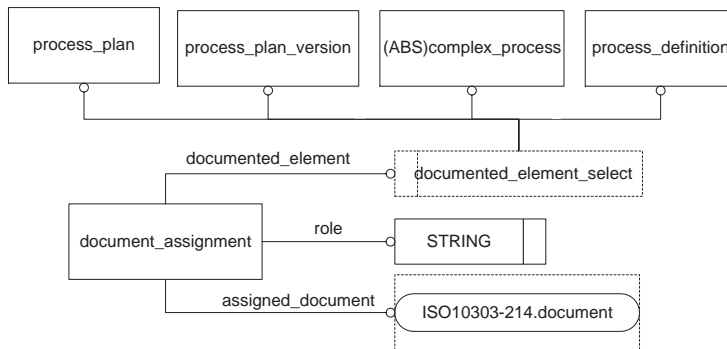 process_plan
process_plan_version
(ABS)complex_process
process_definition
documented_element
documented_element_select
document_assignment
role
STRING
assigned_document
ISO10303-214.document